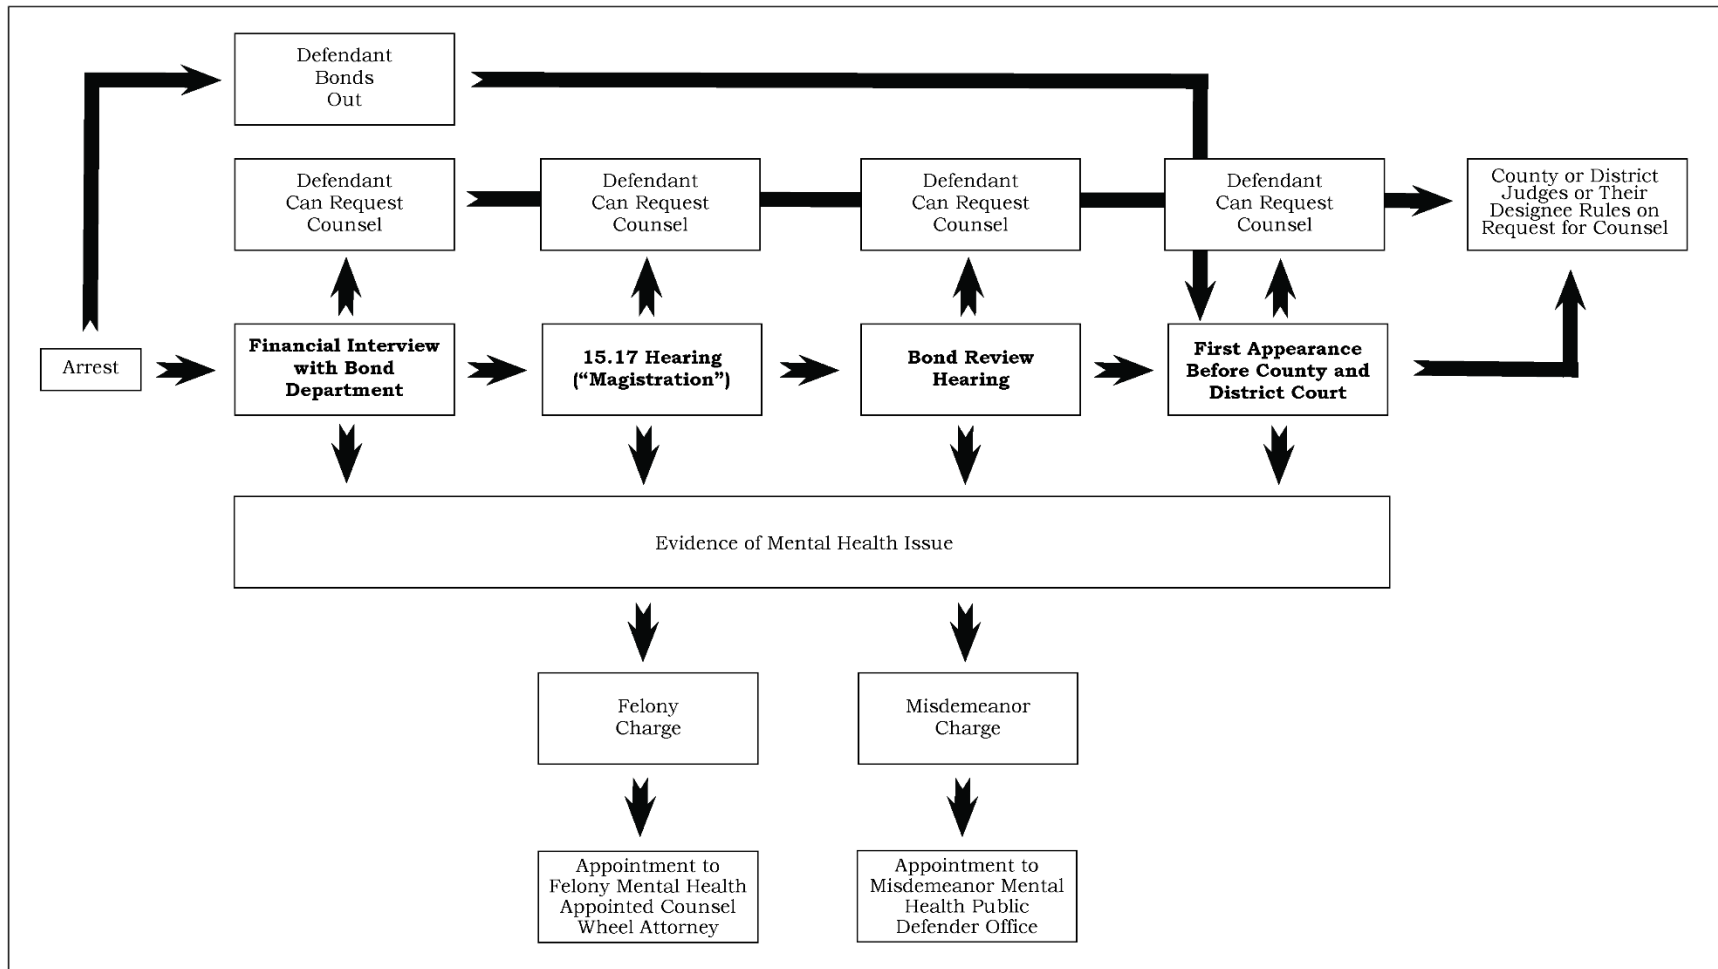 Defendant
Bonds
Out
Defendant
Can Request
Counsel
Defendant
Can Request
Counsel
Defendant
Can Request
Counsel
Defendant
Can Request
Counsel
County or District
Judges or Their
Designee Rules on
Request for Counsel
Arrest
Financial Interview
with Bond
Department
15.17 Hearing
(“Magistration”)
Bond Review
Hearing
First Appearance
Before County and
District Court
Evidence of Mental Health Issue
Felony
Charge
Misdemeanor
Charge
Appointment to
Felony Mental Health
Appointed Counsel
Wheel Attorney
Appointment to
Misdemeanor Mental
Health Public
Defender Office